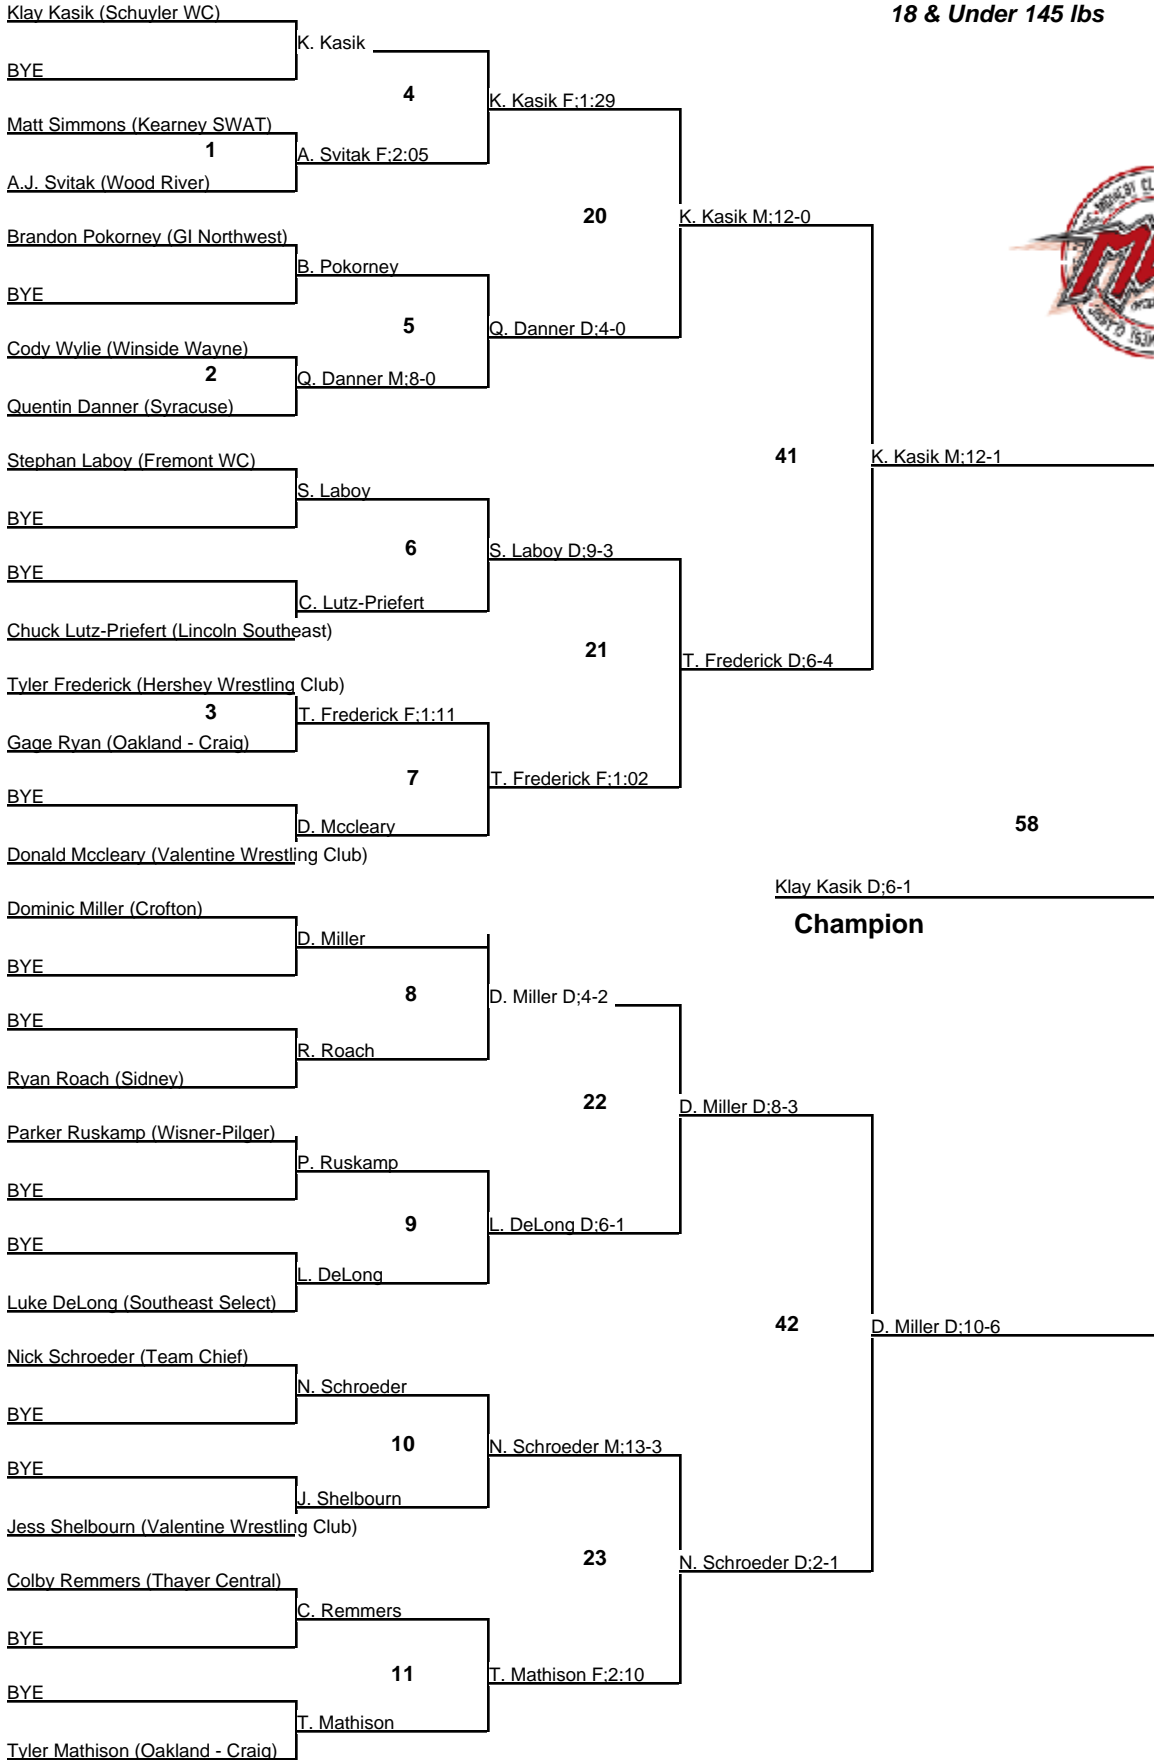 18 & Under 145 lbs
Klay Kasik (Schuyler WC)
K. Kasik
BYE
4
K. Kasik F;1:29
Matt Simmons (Kearney SWAT)
1
A. Svitak F;2:05
A.J. Svitak (Wood River)
20
K. Kasik M;12-0
Brandon Pokorney (GI Northwest)
B. Pokorney
BYE
5
Q. Danner D;4-0
Cody Wylie (Winside Wayne)
2
Q. Danner M;8-0
Quentin Danner (Syracuse)
41
K. Kasik M;12-1
Stephan Laboy (Fremont WC)
S. Laboy
BYE
6
S. Laboy D;9-3
BYE
C. Lutz-Priefert
Chuck Lutz-Priefert (Lincoln Southeast)
21
T. Frederick D;6-4
Tyler Frederick (Hershey Wrestling Club)
3
T. Frederick F;1:11
Gage Ryan (Oakland - Craig)
7
T. Frederick F;1:02
BYE
D. Mccleary
Donald Mccleary (Valentine Wrestling Club)
58
Klay Kasik D;6-1
Champion
Dominic Miller (Crofton)
D. Miller
BYE
8
D. Miller D;4-2
BYE
R. Roach
Ryan Roach (Sidney)
22
D. Miller D;8-3
Parker Ruskamp (Wisner-Pilger)
P. Ruskamp
BYE
9
L. DeLong D;6-1
BYE
L. DeLong
Luke DeLong (Southeast Select)
42
D. Miller D;10-6
Nick Schroeder (Team Chief)
N. Schroeder
BYE
10
N. Schroeder M;13-3
BYE
J. Shelbourn
Jess Shelbourn (Valentine Wrestling Club)
23
N. Schroeder D;2-1
Colby Remmers (Thayer Central)
C. Remmers
BYE
11
T. Mathison F;2:10
BYE
T. Mathison
Tyler Mathison (Oakland - Craig)